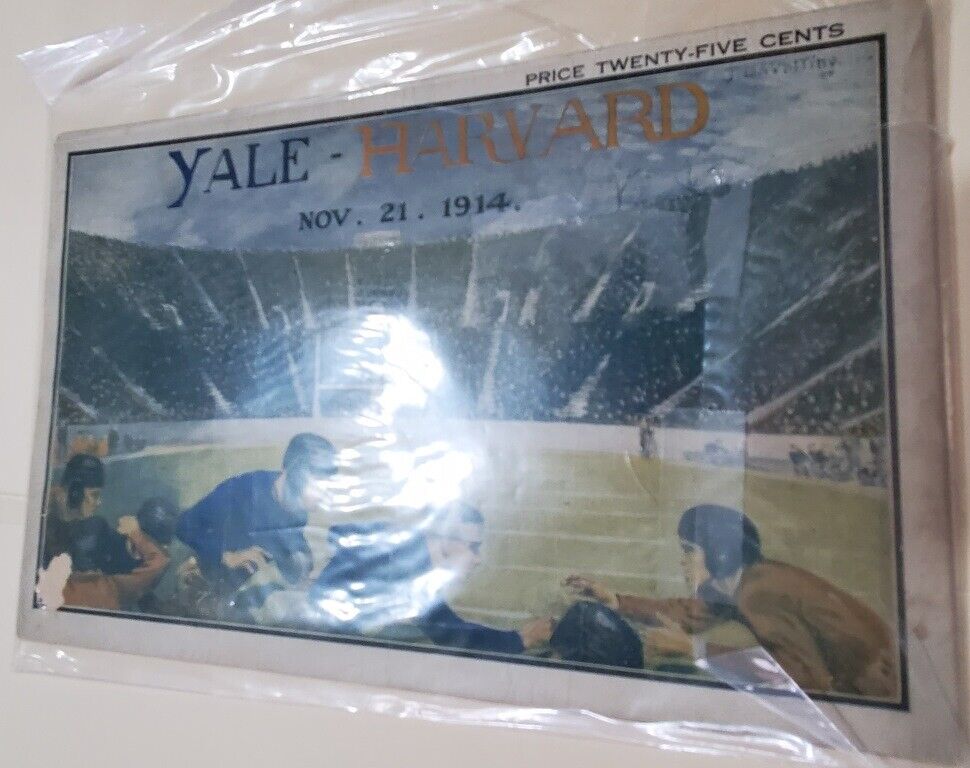 PRICE TWENTY-FIVE CENTS
YALE - HARVARD
NOV. 21. 1914.